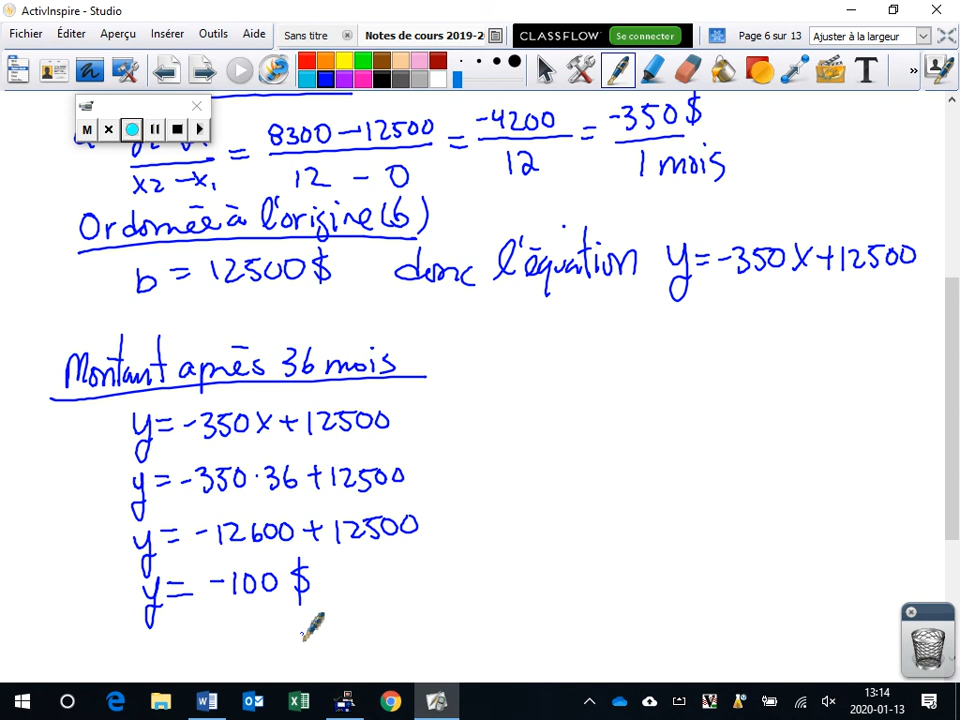 ActivInspire - Studio
Fichier Éditer Aperçu Insérer Outils Aide
Sans titre
Notes de cours 2019-2
CLASSFLOW Se connecter
Page 6 sur 13
Ajuster à la largeur
T »
M
= 8300 - 12500 / 12 - 0 = -4200 / 12 = -350 $ / 1 mois
x2 - x1
Ordonnée à l'origine (b)
b = 12500 $ donc l'équation y = -350x + 12500
Montant après 36 mois
y = -350x + 12500
y = -350 · 36 + 12500
y = -12600 + 12500
y = -100 $
13:14
2020-01-13